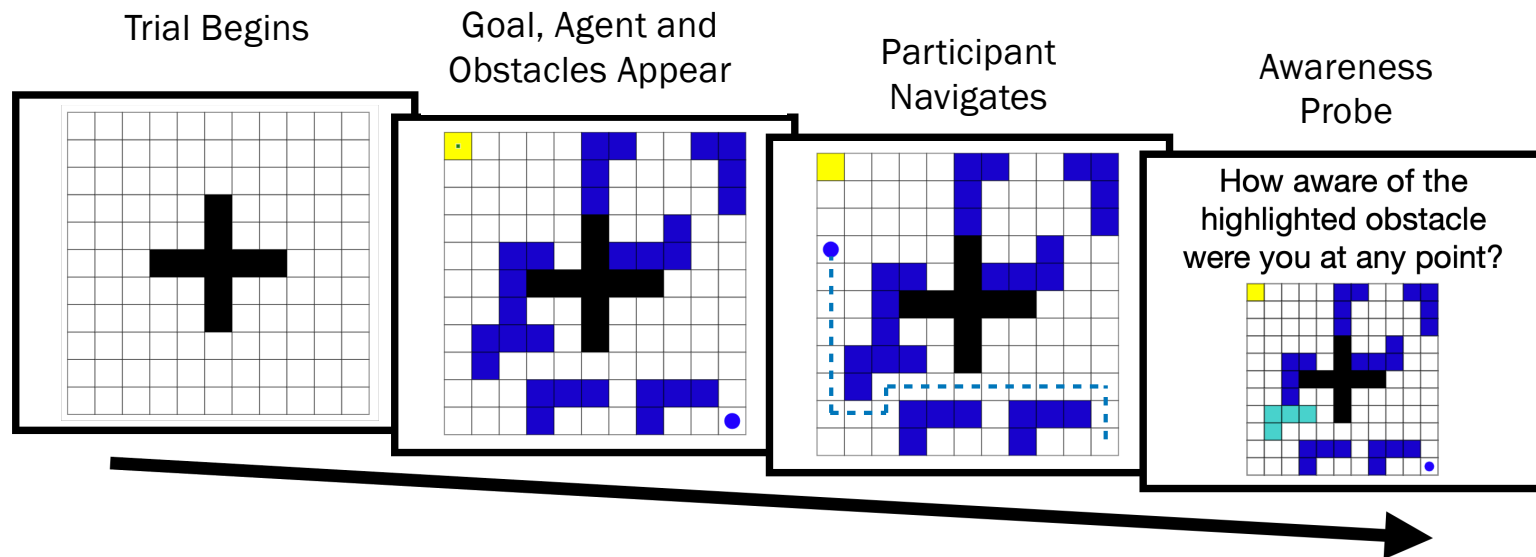 Trial Begins
Goal, Agent and
Obstacles Appear
Participant
Navigates
Awareness
Probe
How aware of the
highlighted obstacle
were you at any point?